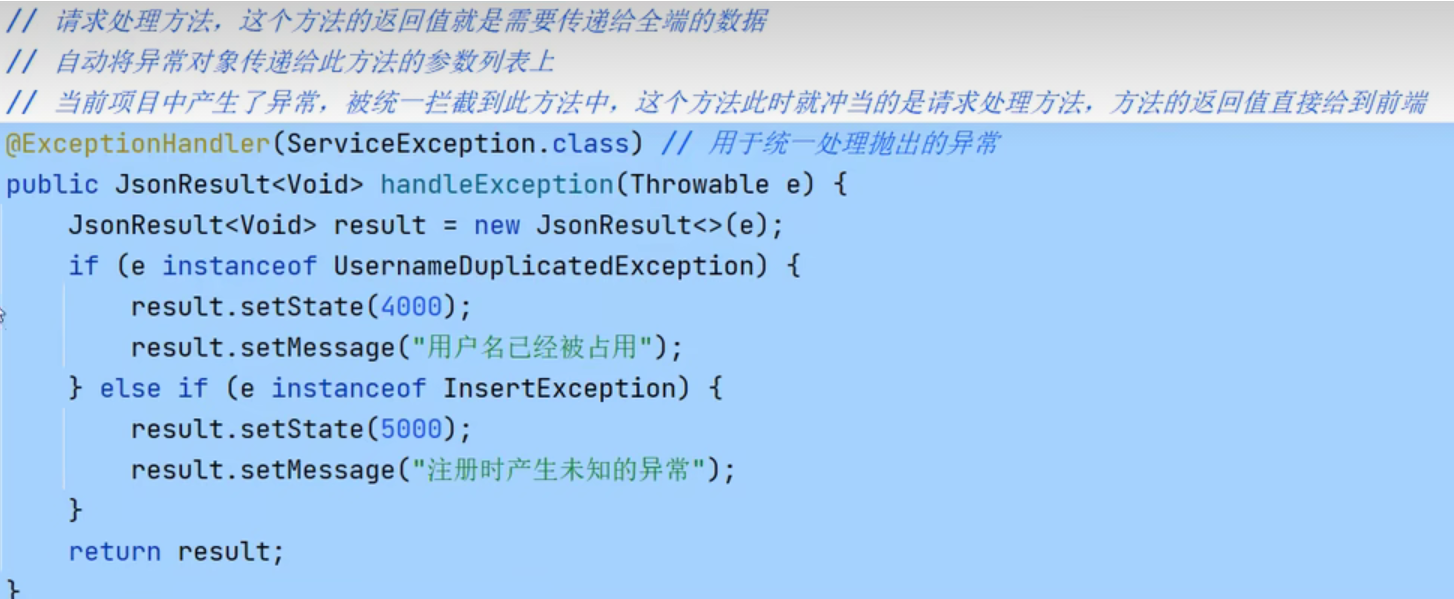 // 请求处理方法，这个方法的返回值就是需要传递给全端的数据
// 自动将异常对象传递给此方法的参数列表上
// 当前项目中产生了异常，被统一拦截到此方法中，这个方法此时就冲当的是请求处理方法，方法的返回值直接给到前端
@ExceptionHandler(ServiceException.class) // 用于统一处理抛出的异常
public JsonResult<Void> handleException(Throwable e) {
    JsonResult<Void> result = new JsonResult<>(e);
    if (e instanceof UsernameDuplicatedException) {
        result.setState(4000);
        result.setMessage("用户名已经被占用");
    } else if (e instanceof InsertException) {
        result.setState(5000);
        result.setMessage("注册时产生未知的异常");
    }
    return result;
}